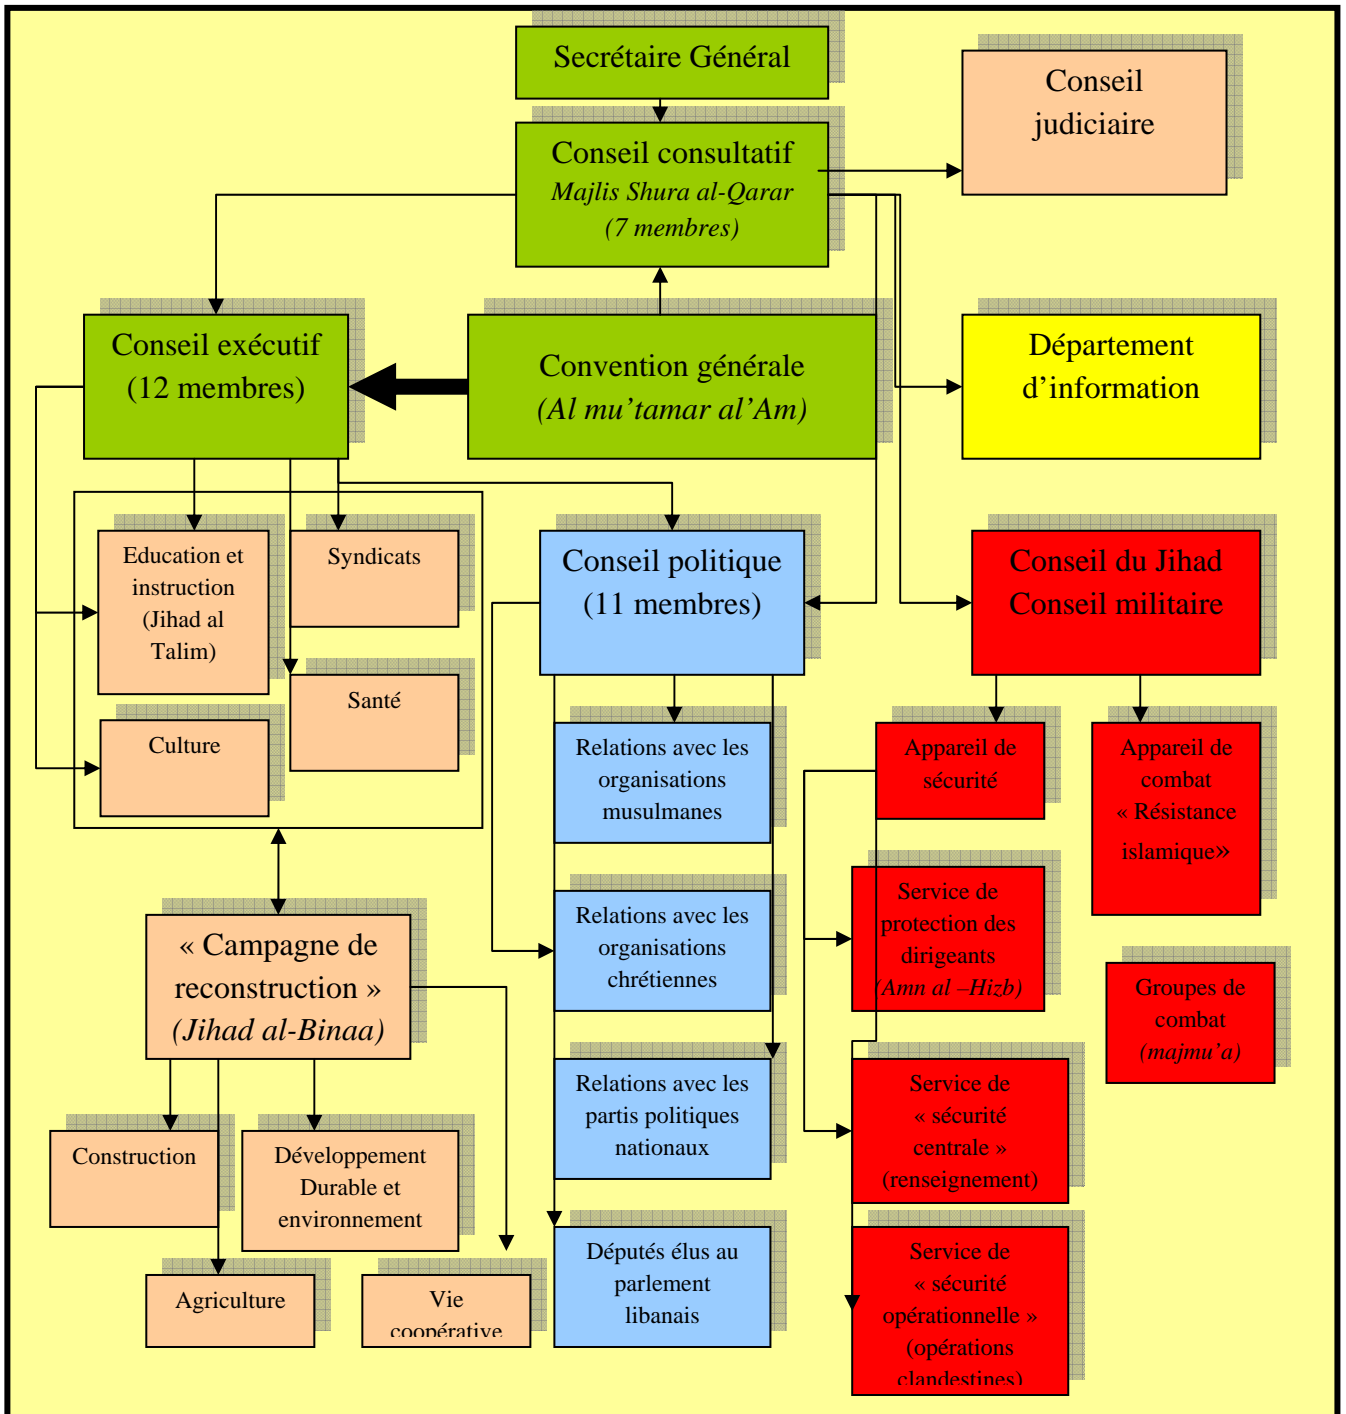 Secrétaire Général
Conseil
judiciaire
Conseil consultatif
Majlis Shura al-Qarar
(7 membres)
Conseil exécutif
(12 membres)
Convention générale
(Al mu’tamar al’Am)
Département
d’information
Education et
instruction
(Jihad al
Talim)
Syndicats
Conseil politique
(11 membres)
Conseil du Jihad
Conseil militaire
Santé
Culture
Relations avec les
organisations
musulmanes
Appareil de
sécurité
Appareil de
combat
« Résistance
islamique»
« Campagne de
reconstruction »
(Jihad al-Binaa)
Relations avec les
organisations
chrétiennes
Service de
protection des
dirigeants
(Amn al –Hizb)
Groupes de
combat
(majmu’a)
Construction
Développement
Durable et
environnement
Relations avec les
partis politiques
nationaux
Service de
« sécurité
centrale »
(renseignement)
Agriculture
Vie
coopérative
Députés élus au
parlement
libanais
Service de
« sécurité
opérationnelle »
(opérations
clandestines)